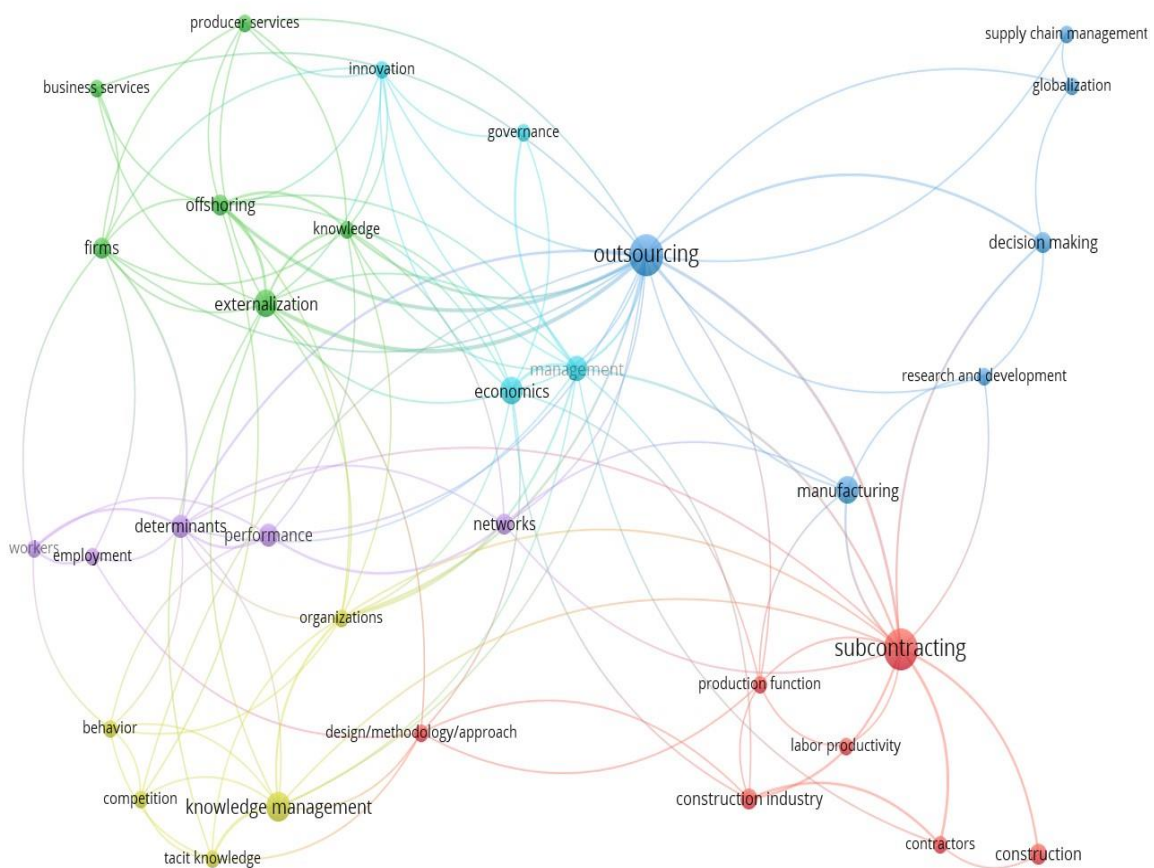 producer services
supply chain management
innovation
business services
globalization
governance
offshoring
knowledge
firms
outsourcing
decision making
externalization
management
research and development
economics
manufacturing
networks
determinants
performance
workers
employment
organizations
subcontracting
production function
behavior
design/methodology/approach
labor productivity
competition
knowledge management
construction industry
contractors
construction
tacit knowledge